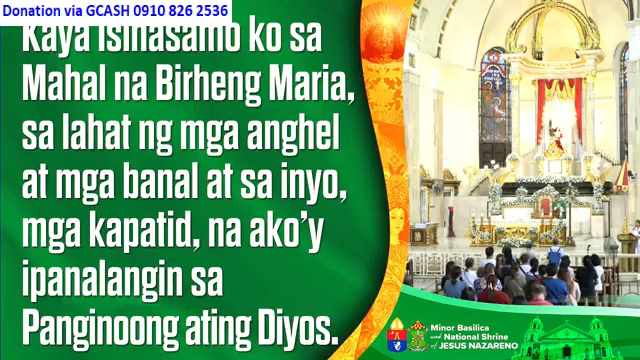 Donation via GCASH 0910 826 2536
Kaya isinasamo ko sa
Mahal na Birheng Maria,
sa lahat ng mga anghel
at mga banal at sa inyo,
mga kapatid, na ako’y
ipanalangin sa
Panginoong ating Diyos.
Minor Basilica
and National Shrine
of JESUS NAZARENO